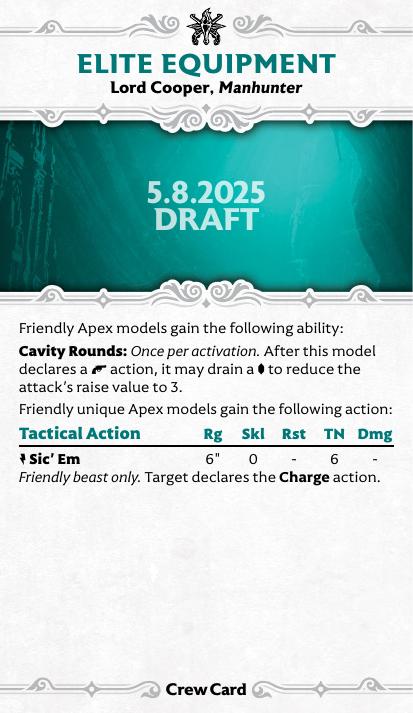 ELITE EQUIPMENT
Lord Cooper, Manhunter
5.8.2025
DRAFT
Friendly Apex models gain the following ability:
Cavity Rounds: Once per activation. After this model
declares a action, it may drain a to reduce the
attack's raise value to 3.
Friendly unique Apex models gain the following action:
Tactical Action Rg Skl Rst TN Dmg
Sic' Em 6" 0 - 6 -
Friendly beast only. Target declares the Charge action.
Crew Card